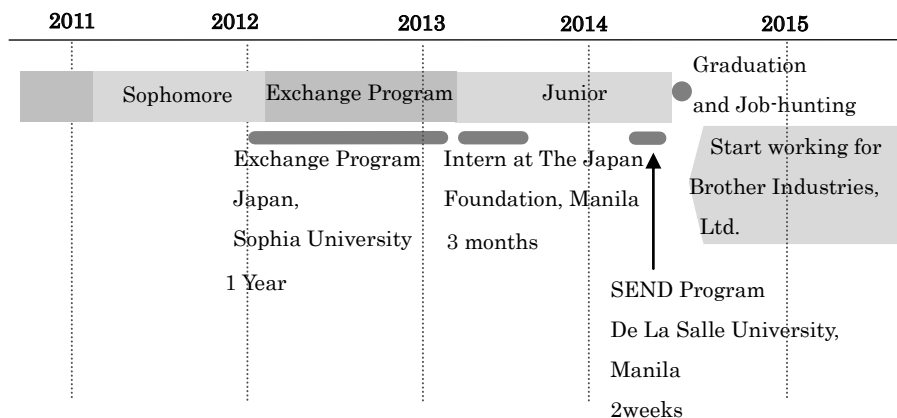 2011 2012 2013 2014 2015
Sophomore Exchange Program Junior
Graduation
and Job-hunting
Exchange Program
Japan,
Sophia University
1 Year
Intern at The Japan
Foundation, Manila
3 months
Start working for
Brother Industries,
Ltd.
SEND Program
De La Salle University,
Manila
2weeks